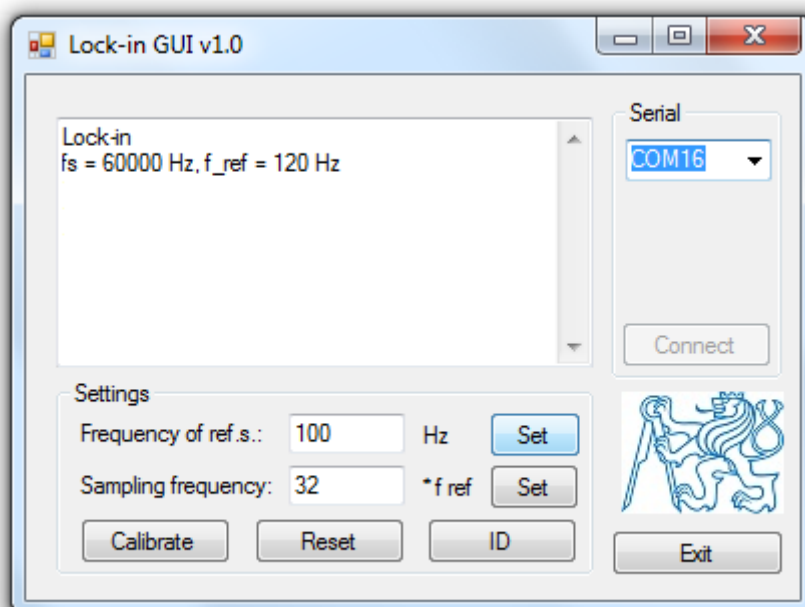 Lock-in GUI v1.0
Lock-in
fs = 60000 Hz, f_ref = 120 Hz
Serial
COM16
Connect
Settings
Frequency of ref.s.: 100 Hz Set
Sampling frequency: 32 *f ref Set
Calibrate Reset ID
Exit